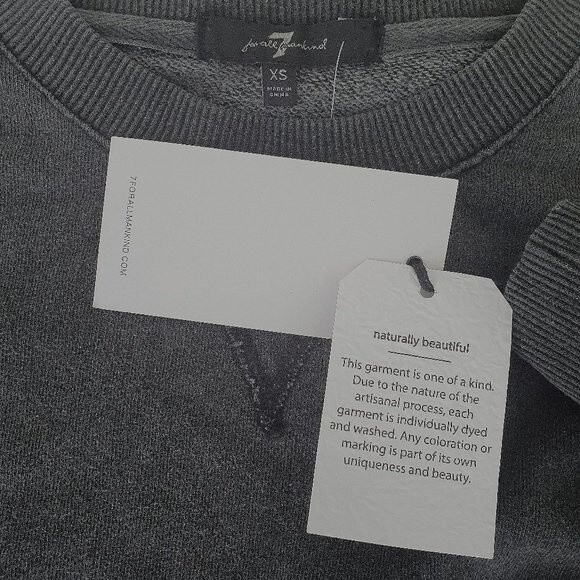 7
for all mankind
XS
MADE IN
CHINA
7FORALLMANKIND.COM
naturally beautiful
This garment is one of a kind.
Due to the nature of the
artisanal process, each
garment is individually dyed
and washed. Any coloration or
marking is part of its own
uniqueness and beauty.